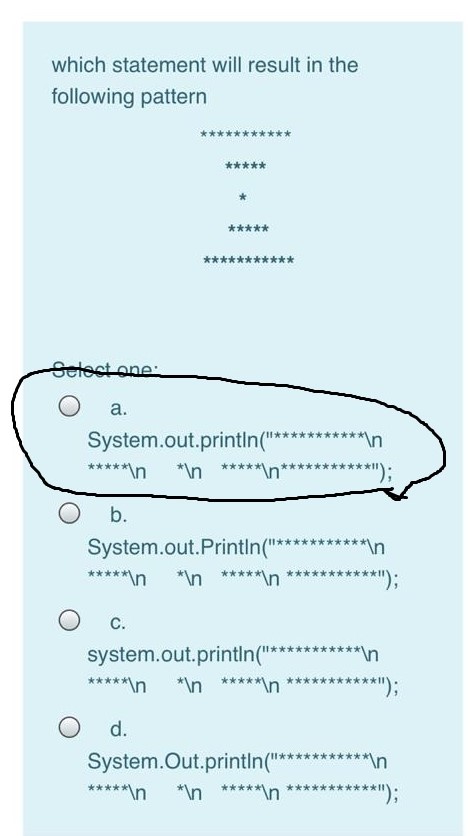 which statement will result in the
following pattern
***********
*****
*
*****
***********
Select one:
a.
System.out.println("***********\n
*****\n    *\n   *****\n***********");
b.
System.out.Println("***********\n
*****\n    *\n   *****\n ***********");
c.
system.out.println("***********\n
*****\n    *\n   *****\n ***********");
d.
System.Out.println("***********\n
*****\n    *\n   *****\n ***********");